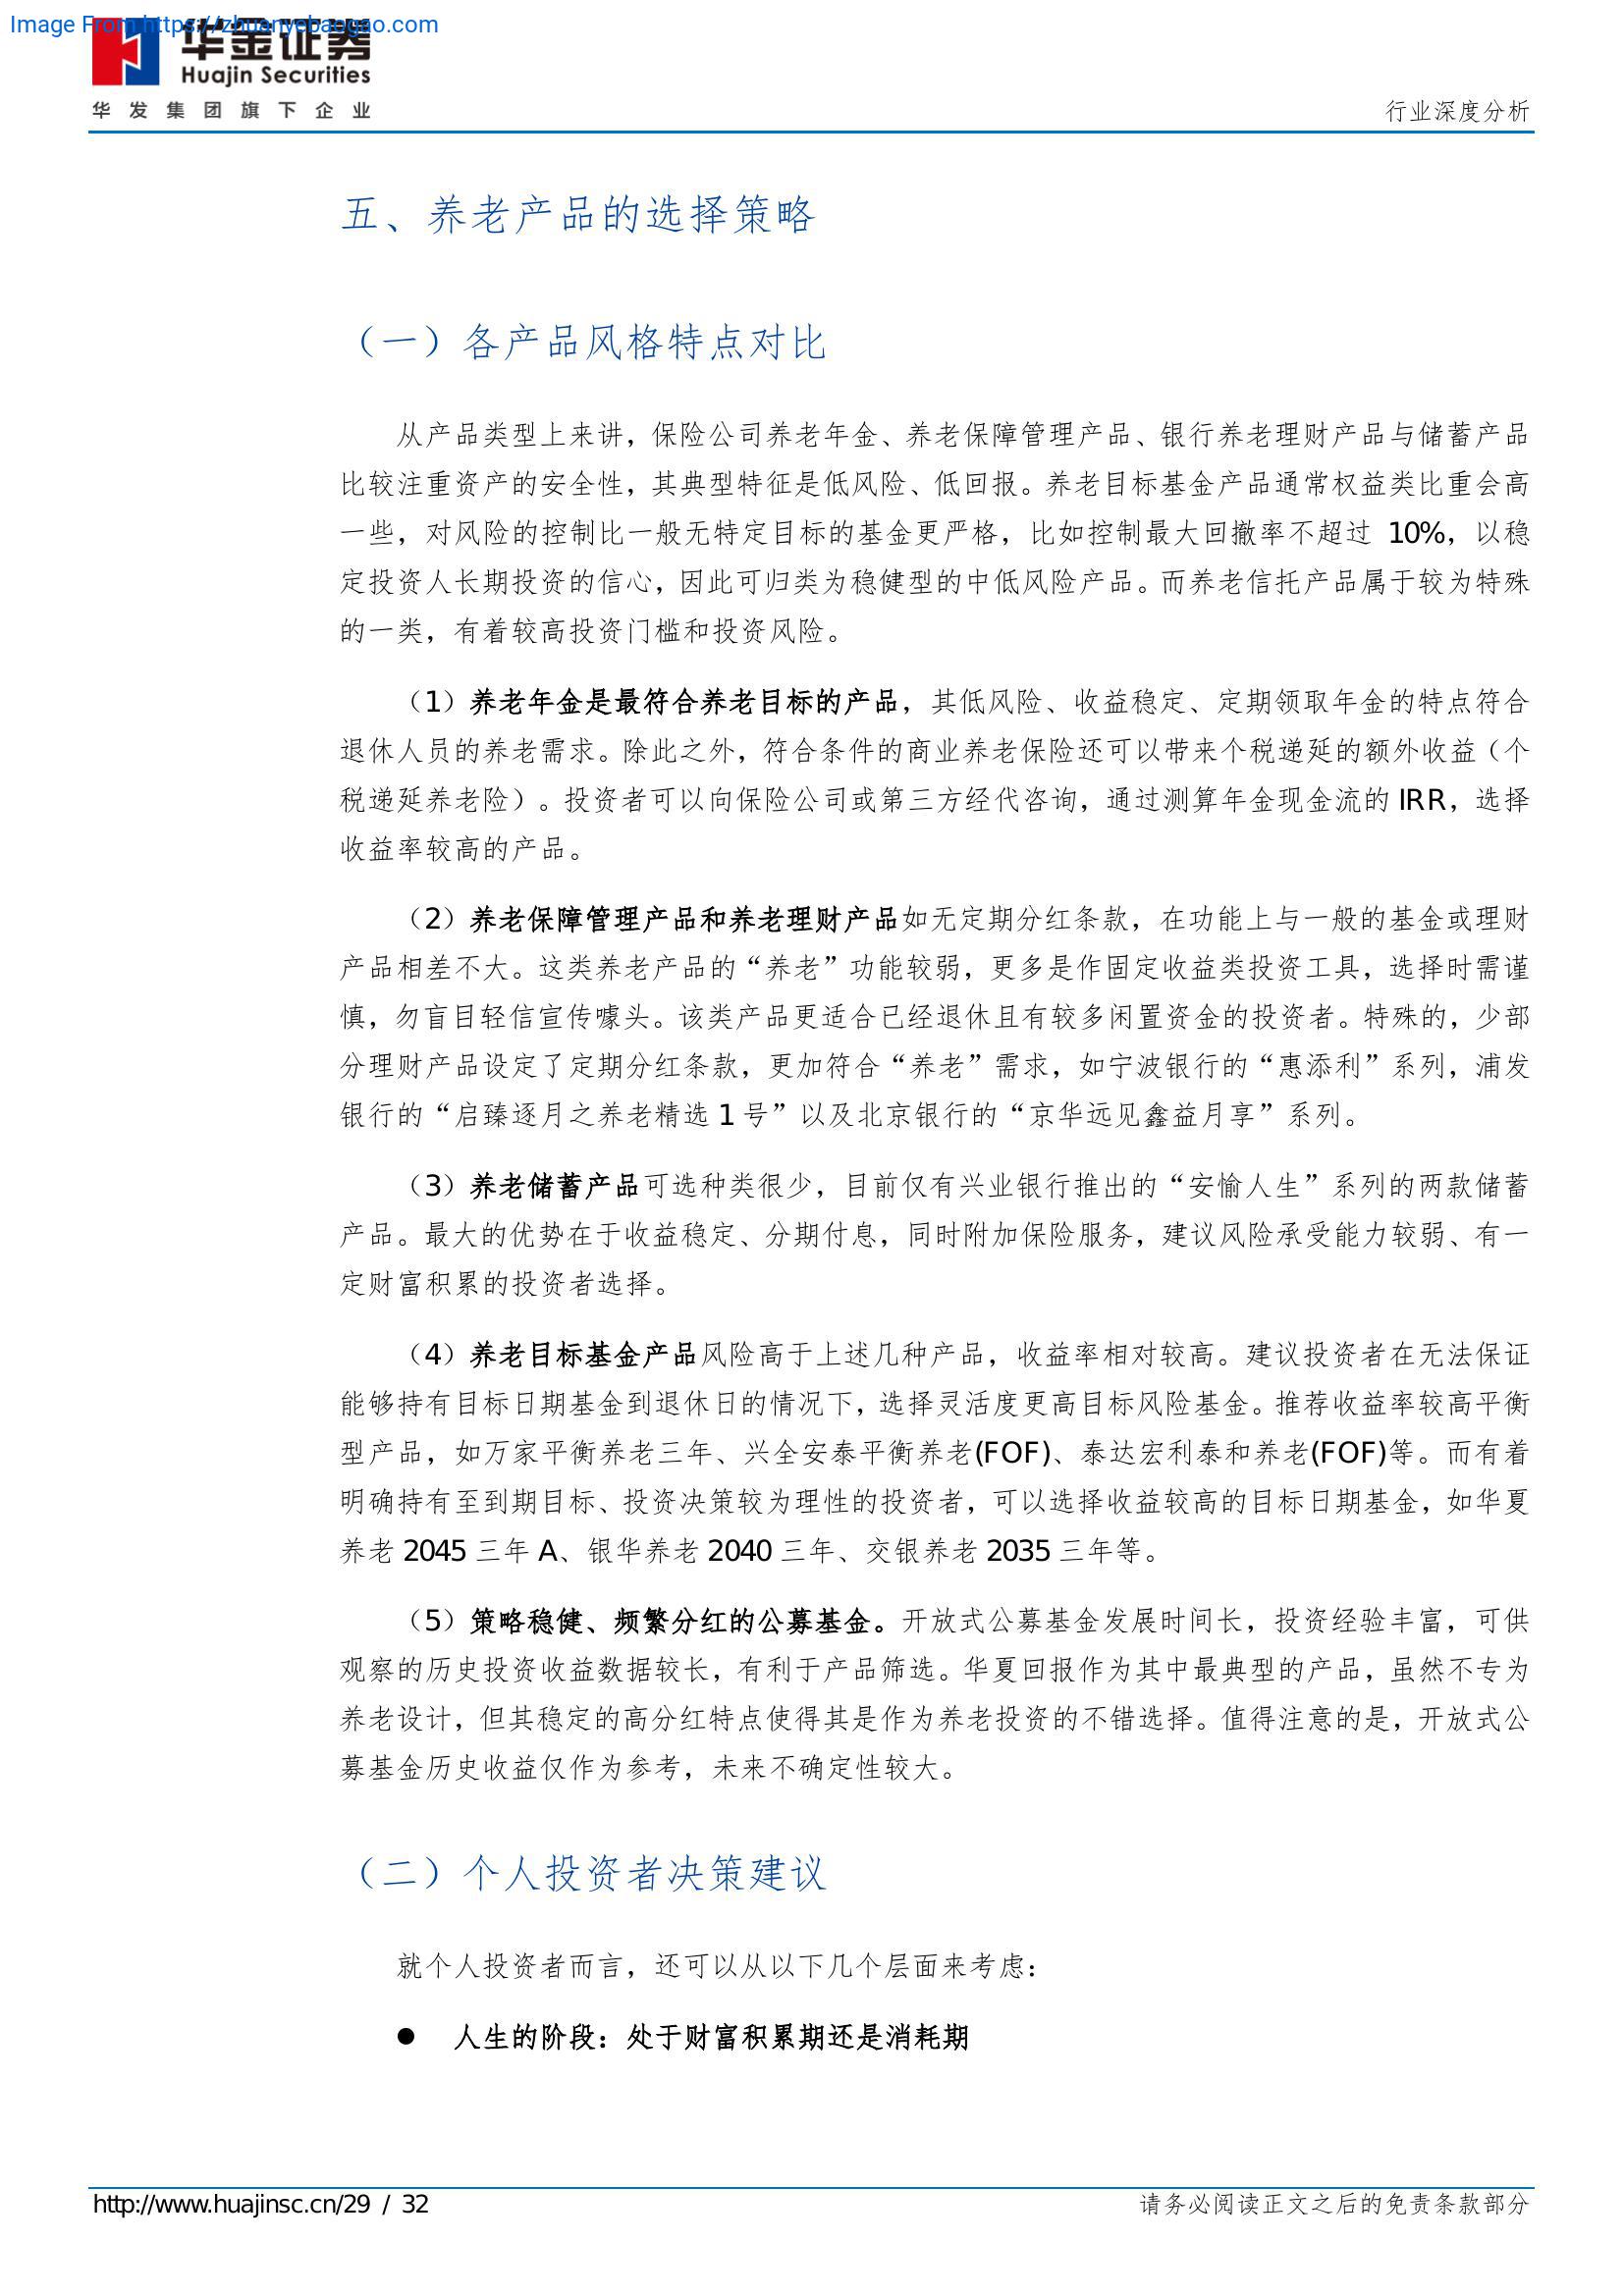 Image From https://zhuanyebaogao.com
华金证券
Huajin Securities
华发集团旗下企业
行业深度分析
五、养老产品的选择策略
（一）各产品风格特点对比
从产品类型上来讲，保险公司养老年金、养老保障管理产品、银行养老理财产品与储蓄产品
比较注重资产的安全性，其典型特征是低风险、低回报。养老目标基金产品通常权益类比重会高
一些，对风险的控制比一般无特定目标的基金更严格，比如控制最大回撤率不超过 10%，以稳
定投资人长期投资的信心，因此可归类为稳健型的中低风险产品。而养老信托产品属于较为特殊
的一类，有着较高投资门槛和投资风险。
（1）养老年金是最符合养老目标的产品，其低风险、收益稳定、定期领取年金的特点符合
退休人员的养老需求。除此之外，符合条件的商业养老保险还可以带来个税递延的额外收益（个
税递延养老险）。投资者可以向保险公司或第三方经代咨询，通过测算年金现金流的 IRR，选择
收益率较高的产品。
（2）养老保障管理产品和养老理财产品如无定期分红条款，在功能上与一般的基金或理财
产品相差不大。这类养老产品的“养老”功能较弱，更多是作固定收益类投资工具，选择时需谨
慎，勿盲目轻信宣传噱头。该类产品更适合已经退休且有较多闲置资金的投资者。特殊的，少部
分理财产品设定了定期分红条款，更加符合“养老”需求，如宁波银行的“惠添利”系列，浦发
银行的“启臻逐月之养老精选 1 号”以及北京银行的“京华远见鑫益月享”系列。
（3）养老储蓄产品可选种类很少，目前仅有兴业银行推出的“安愉人生”系列的两款储蓄
产品。最大的优势在于收益稳定、分期付息，同时附加保险服务，建议风险承受能力较弱、有一
定财富积累的投资者选择。
（4）养老目标基金产品风险高于上述几种产品，收益率相对较高。建议投资者在无法保证
能够持有目标日期基金到退休日的情况下，选择灵活度更高目标风险基金。推荐收益率较高平衡
型产品，如万家平衡养老三年、兴全安泰平衡养老(FOF)、泰达宏利泰和养老(FOF)等。而有着
明确持有至到期目标、投资决策较为理性的投资者，可以选择收益较高的目标日期基金，如华夏
养老 2045 三年 A、银华养老 2040 三年、交银养老 2035 三年等。
（5）策略稳健、频繁分红的公募基金。开放式公募基金发展时间长，投资经验丰富，可供
观察的历史投资收益数据较长，有利于产品筛选。华夏回报作为其中最典型的产品，虽然不专为
养老设计，但其稳定的高分红特点使得其是作为养老投资的不错选择。值得注意的是，开放式公
募基金历史收益仅作为参考，未来不确定性较大。
（二）个人投资者决策建议
就个人投资者而言，还可以从以下几个层面来考虑：
● 人生的阶段：处于财富积累期还是消耗期
http://www.huajinsc.cn/29 / 32
请务必阅读正文之后的免责条款部分